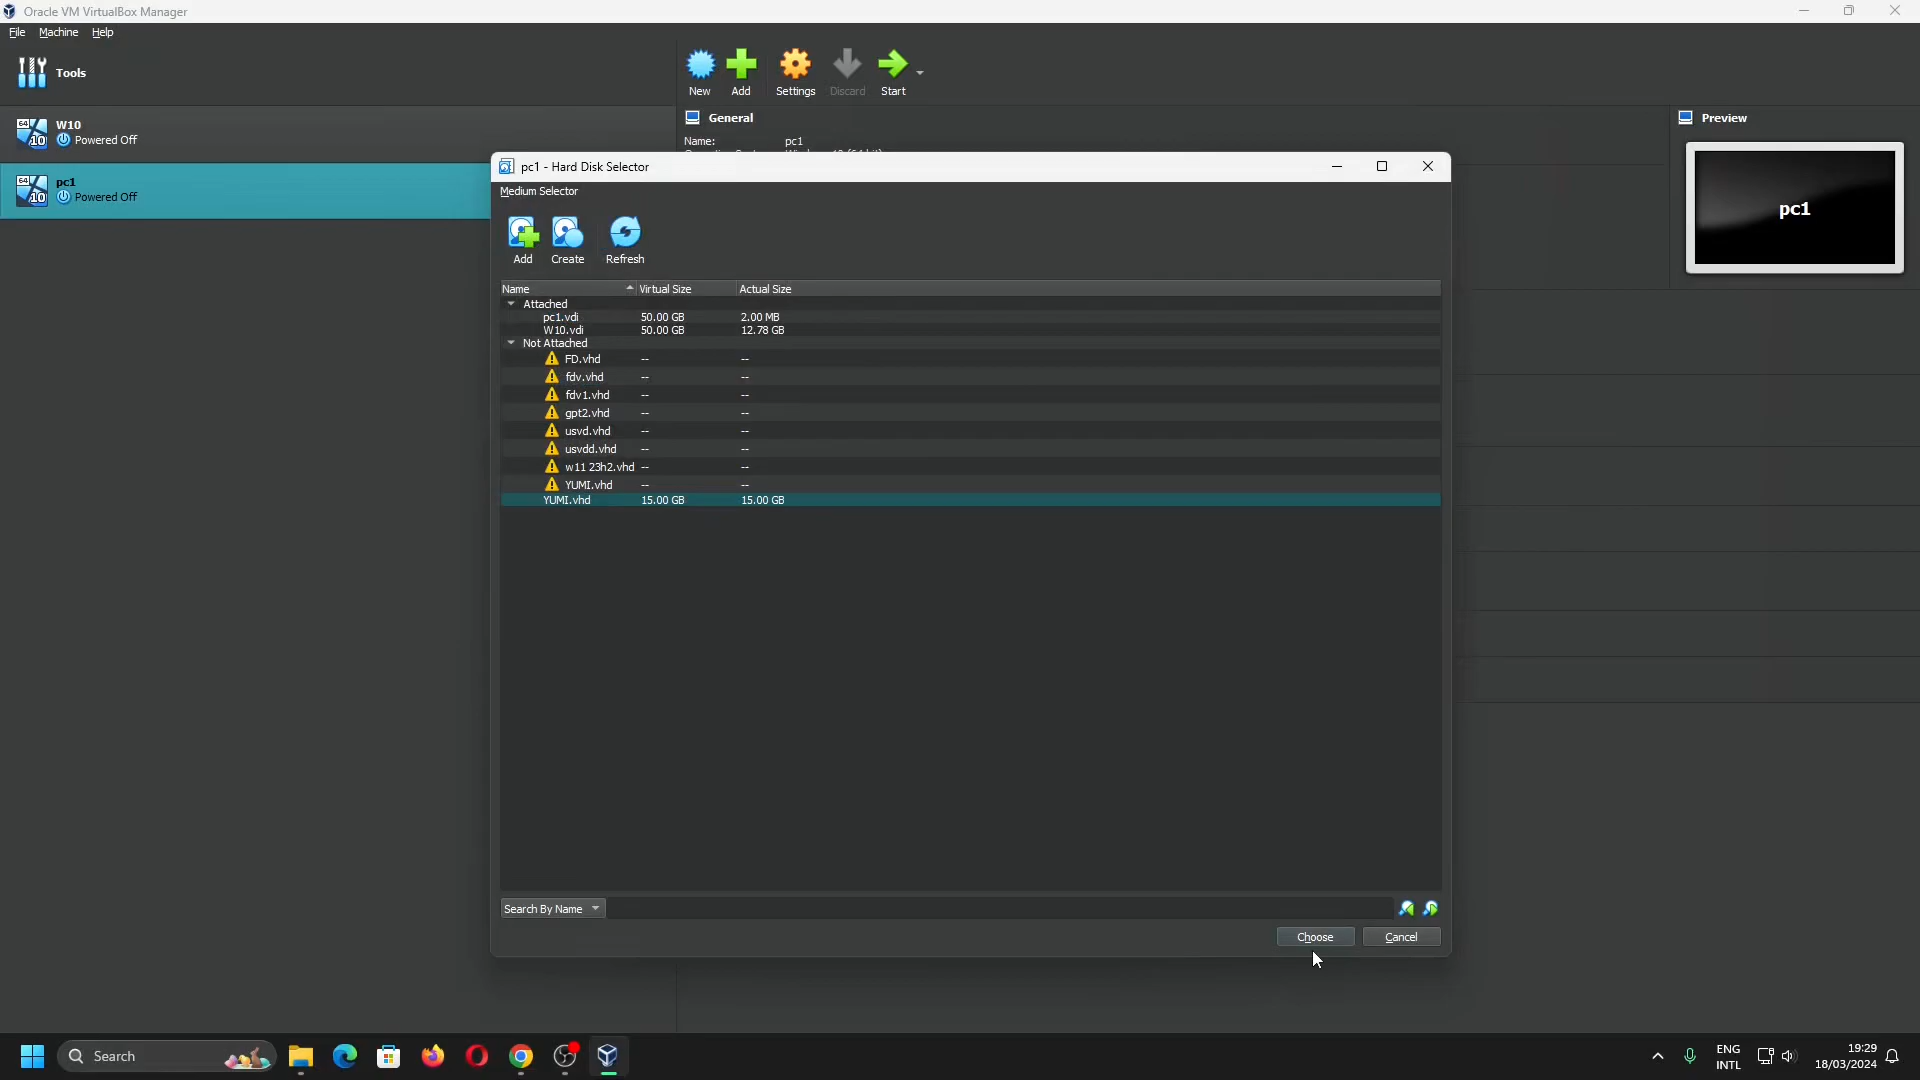 Oracle VM VirtualBox Manager
File Machine Help
Tools
New Add Settings Discard Start
W10
Powered Off
pc1
Powered Off
General
Name: pc1
Preview
pc1
pc1 - Hard Disk Selector
Medium Selector
Add Create Refresh
Name Virtual Size Actual Size
Attached
pc1.vdi 50.00 GB 2.00 MB
W10.vdi 50.00 GB 12.78 GB
Not Attached
FD.vhd -- --
fdv.vhd -- --
fdv1.vhd -- --
gpt2.vhd -- --
usvd.vhd -- --
usvdd.vhd -- --
w11 23h2.vhd -- --
YUMI.vhd -- --
YUMI.vhd 15.00 GB 15.00 GB
Search By Name
Choose Cancel
Search
ENG
INTL
19:29
18/03/2024